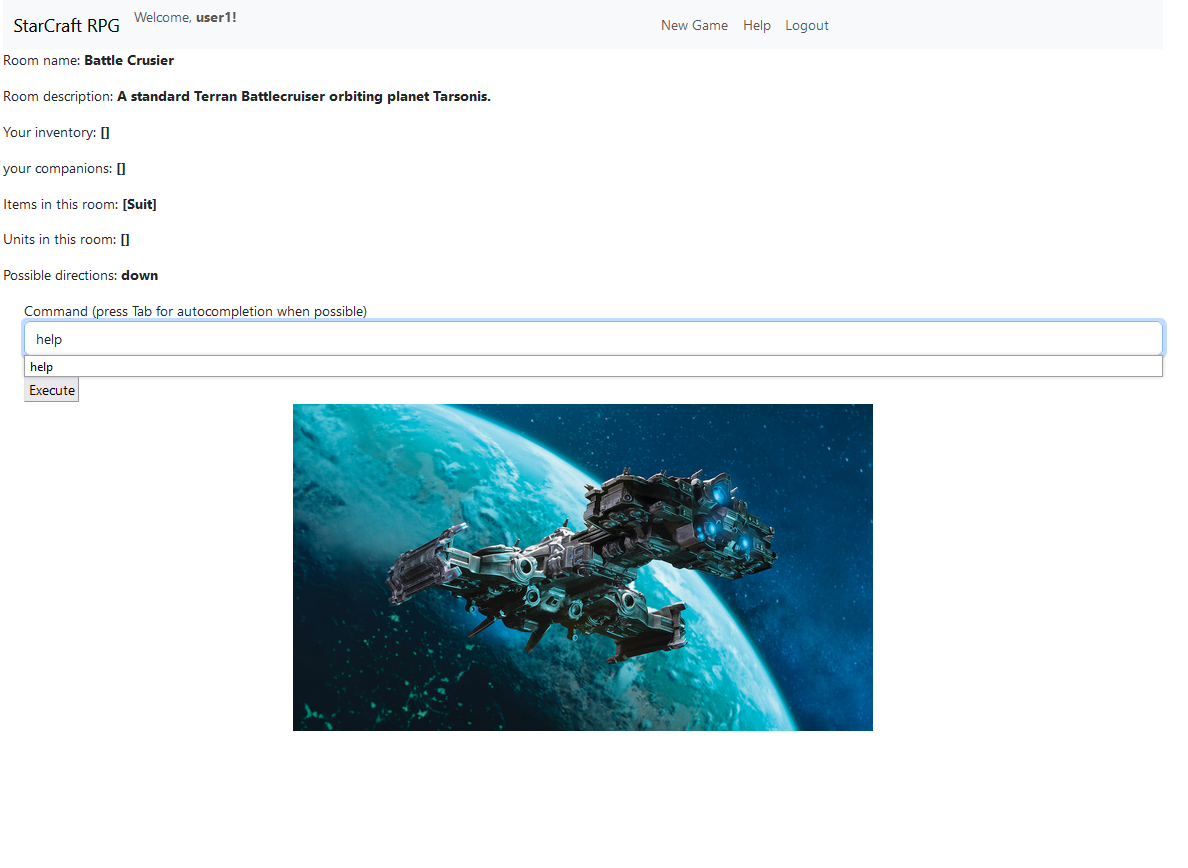 StarCraft RPG Welcome, user1! New Game Help Logout
Room name: Battle Crusier
Room description: A standard Terran Battlecruiser orbiting planet Tarsonis.
Your inventory: []
your companions: []
Items in this room: [Suit]
Units in this room: []
Possible directions: down
Command (press Tab for autocompletion when possible)
help
help
Execute